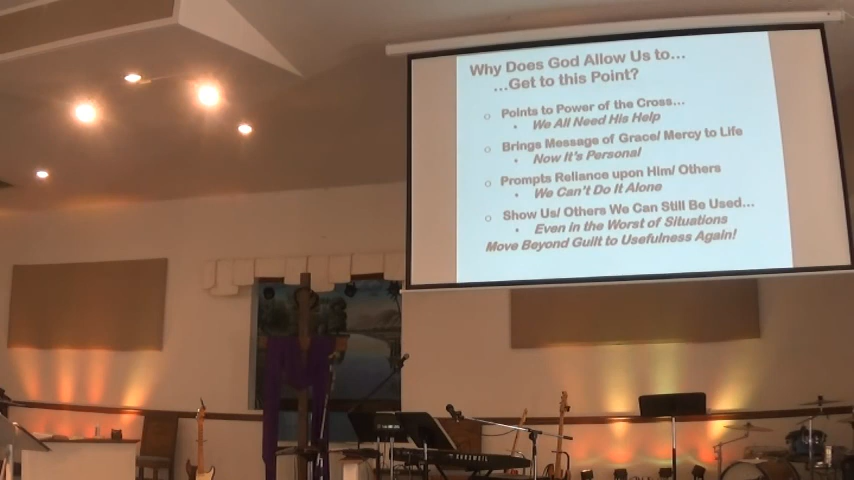 Why Does God Allow Us to...
...Get to this Point?
○ Points to Power of the Cross...
• We All Need His Help
○ Brings Message of Grace/ Mercy to Life
• Now It's Personal
○ Prompts Reliance upon Him/ Others
• We Can't Do It Alone
○ Show Us/ Others We Can Still Be Used...
• Even in the Worst of Situations
Move Beyond Guilt to Usefulness Again!